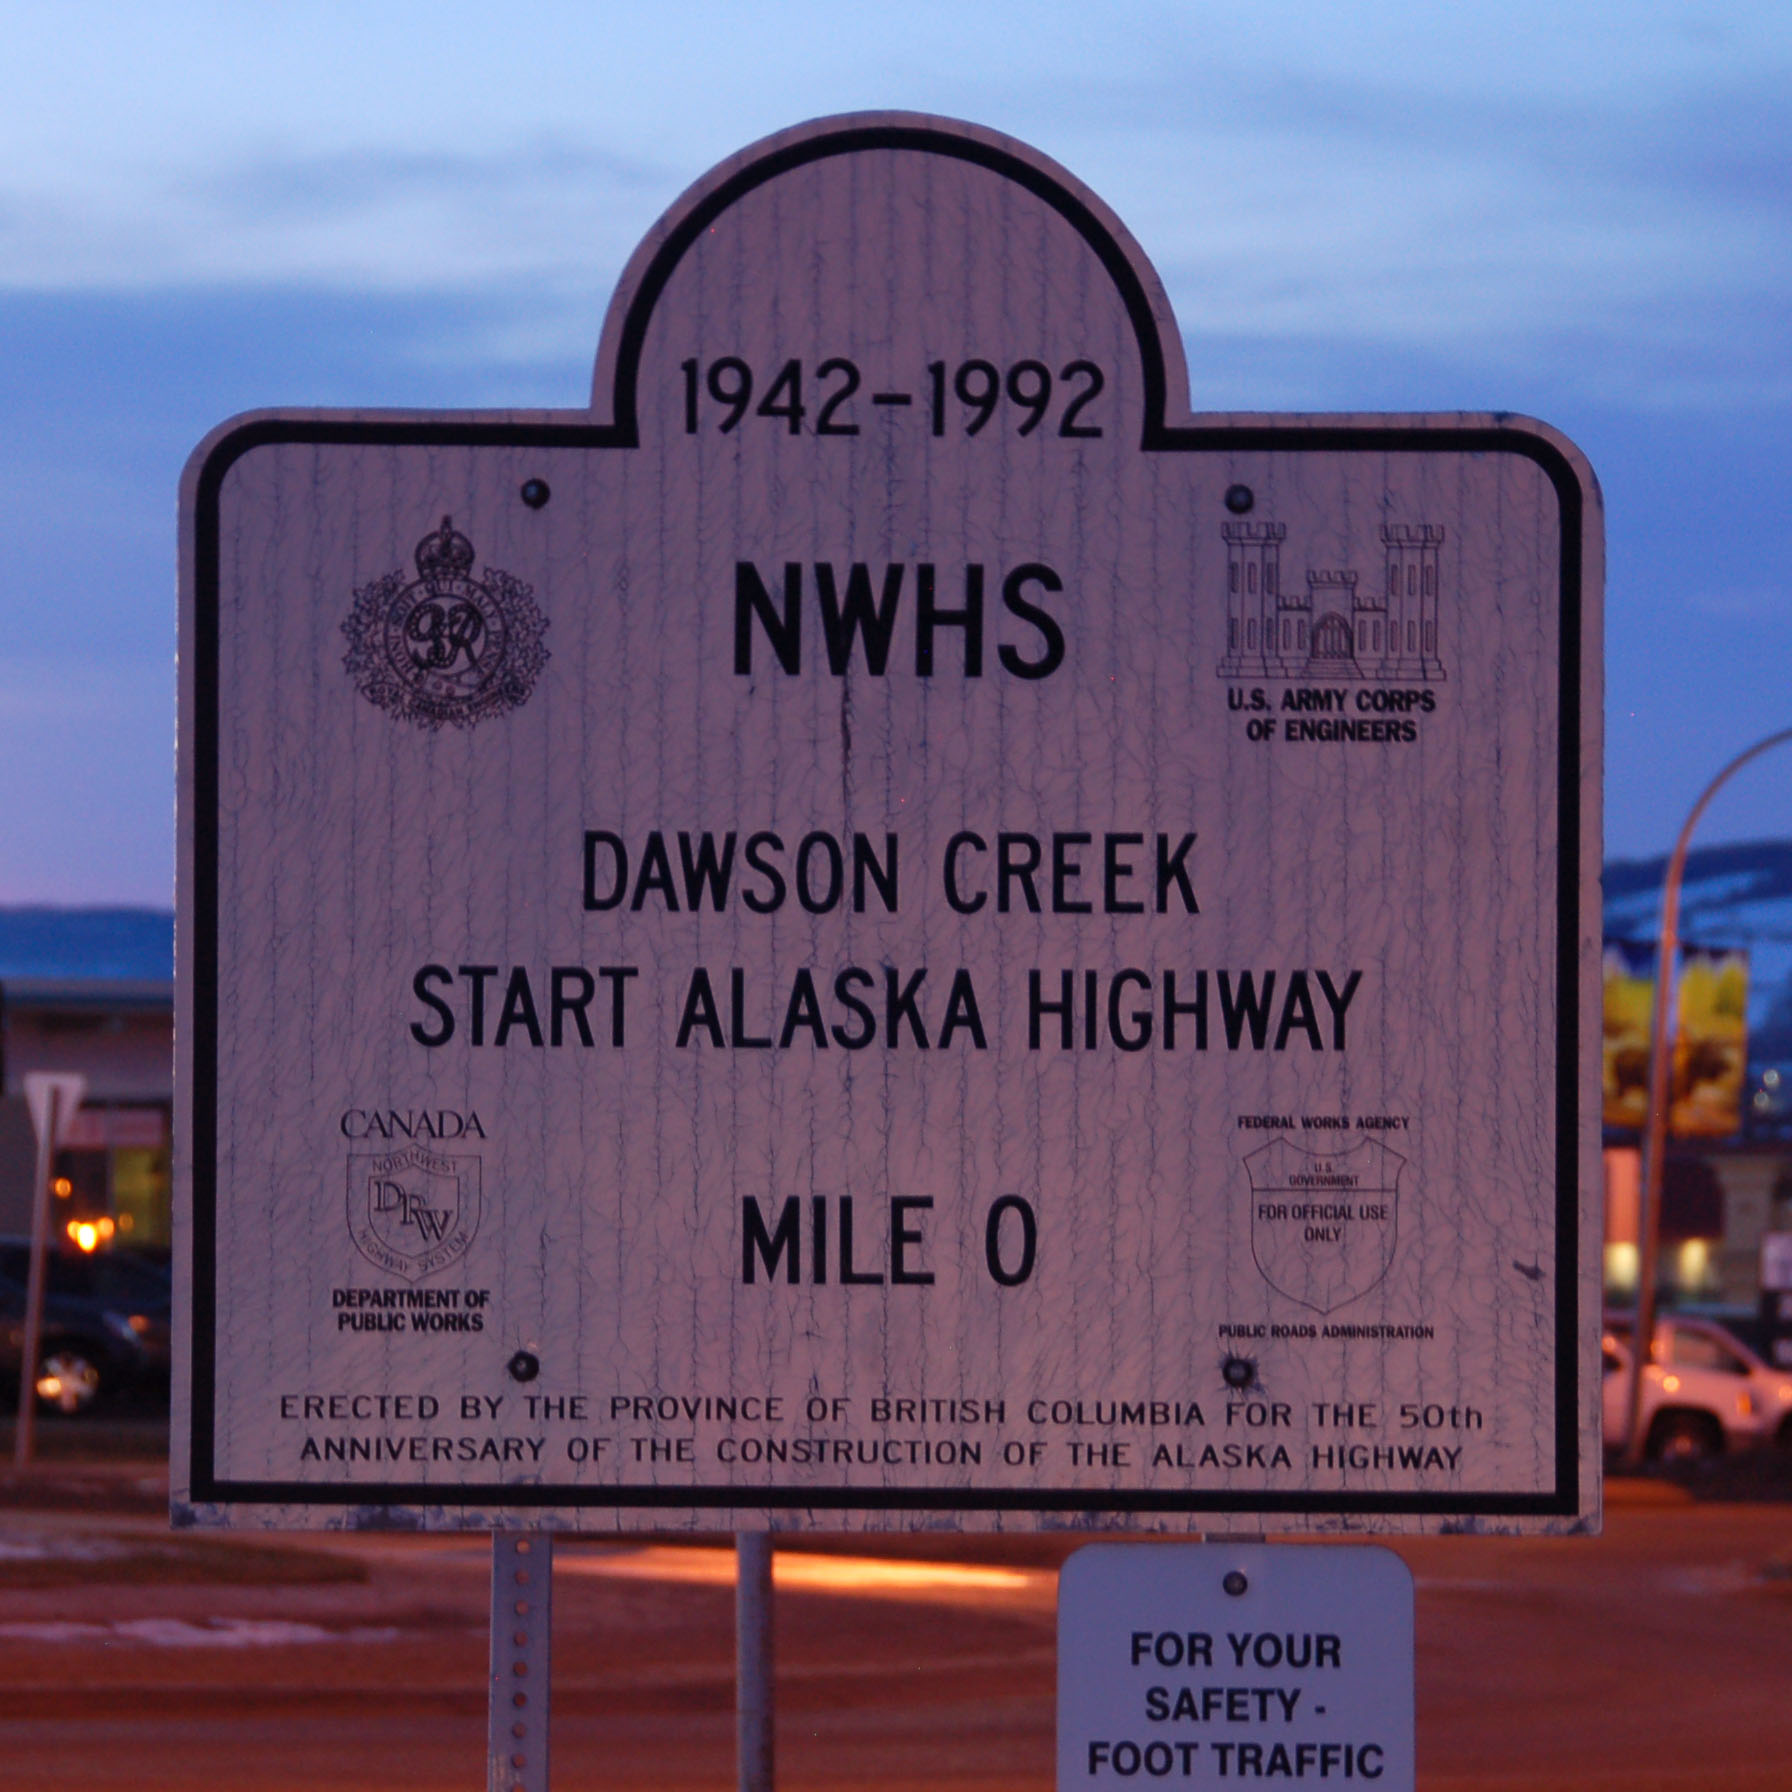 1942-1992
NWHS
U.S. ARMY CORPS
OF ENGINEERS
DAWSON CREEK
START ALASKA HIGHWAY
CANADA
NORTHWEST
DPW
HIGHWAY SYSTEM
DEPARTMENT OF
PUBLIC WORKS
MILE 0
FEDERAL WORKS AGENCY
U.S.
GOVERNMENT
FOR OFFICIAL USE
ONLY
PUBLIC ROADS ADMINISTRATION
ERECTED BY THE PROVINCE OF BRITISH COLUMBIA FOR THE 50th
ANNIVERSARY OF THE CONSTRUCTION OF THE ALASKA HIGHWAY
FOR YOUR
SAFETY -
FOOT TRAFFIC